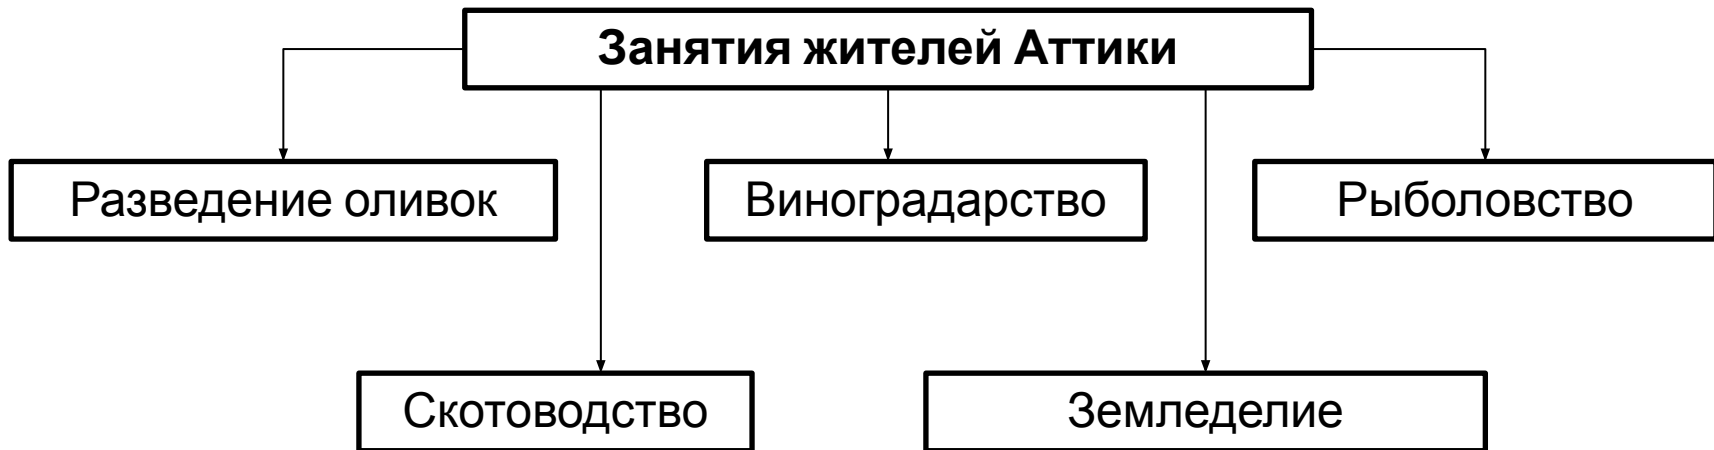 Занятия жителей Аттики
Разведение оливок
Виноградарство
Рыболовство
Скотоводство
Земледелие